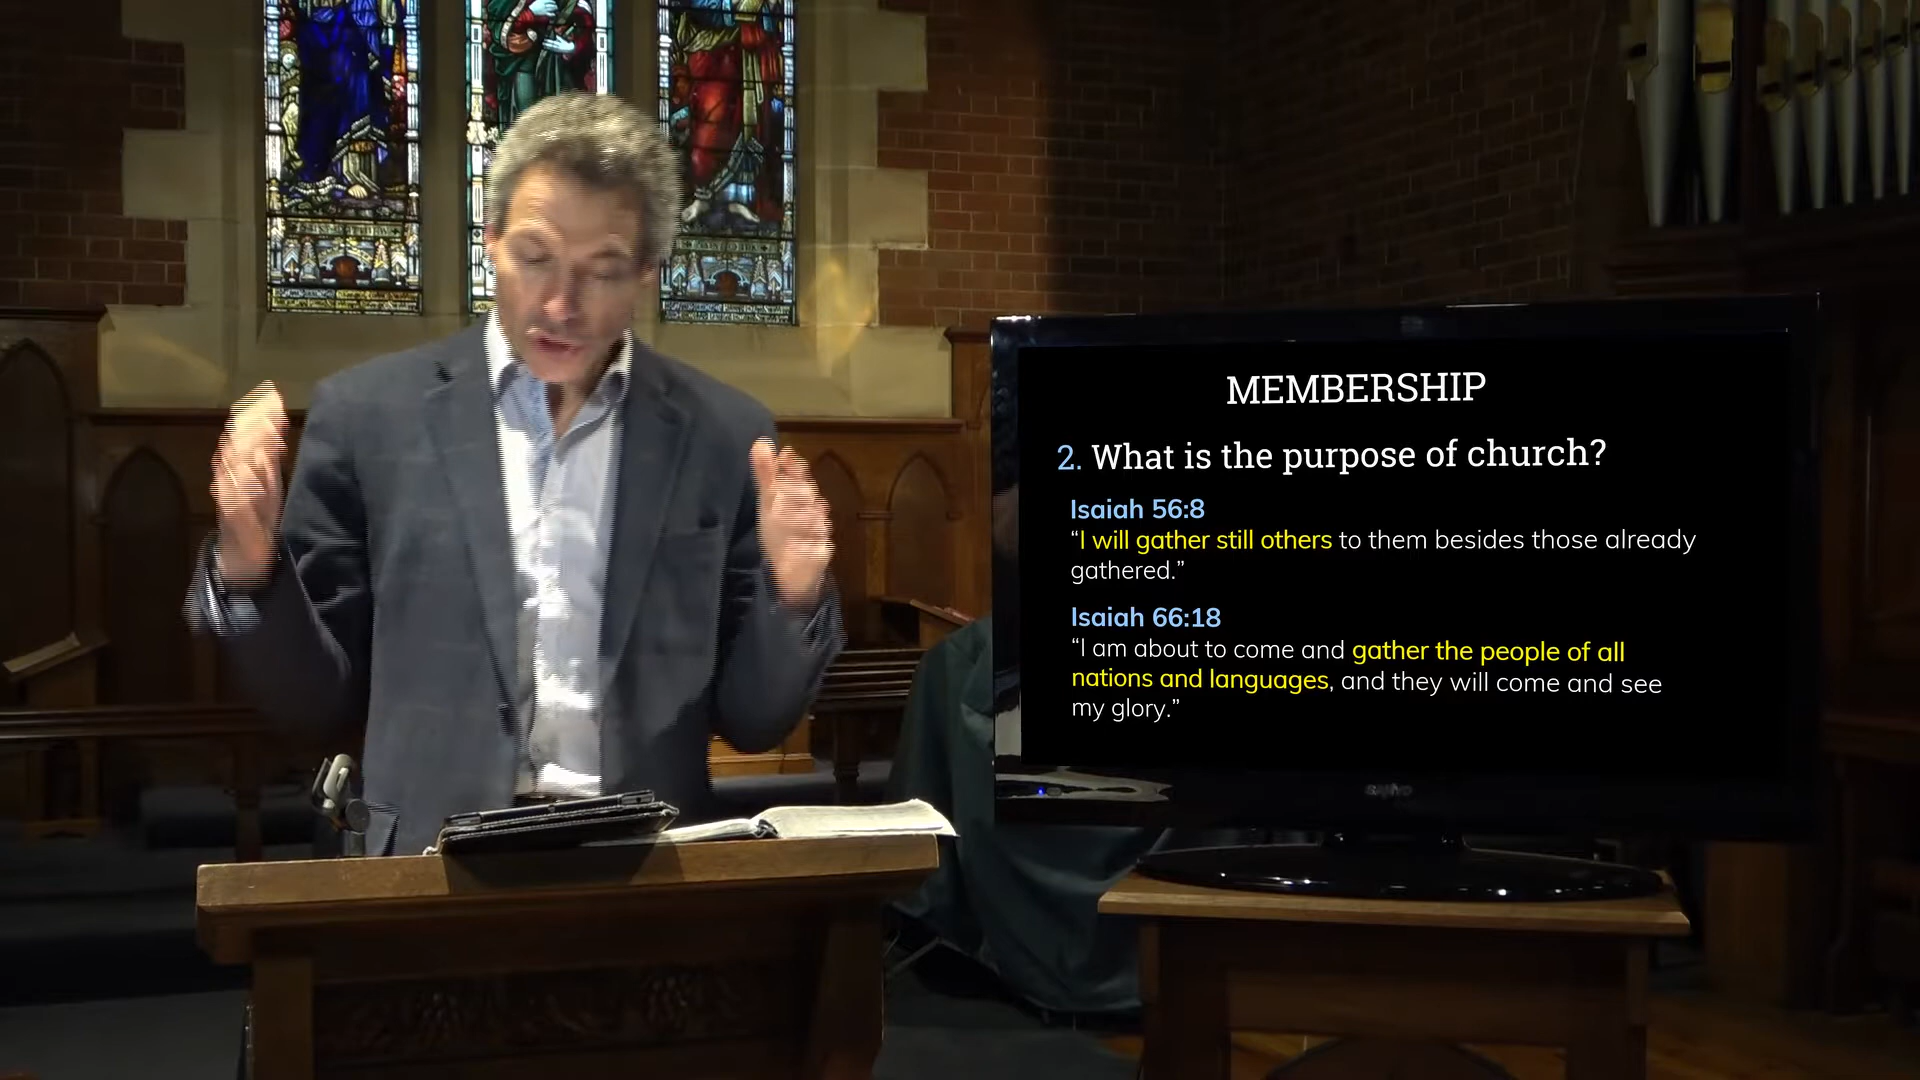 MEMBERSHIP
2. What is the purpose of church?
Isaiah 56:8
“I will gather still others to them besides those already
gathered.”
Isaiah 66:18
“I am about to come and gather the people of all
nations and languages, and they will come and see
my glory.”
SANYO